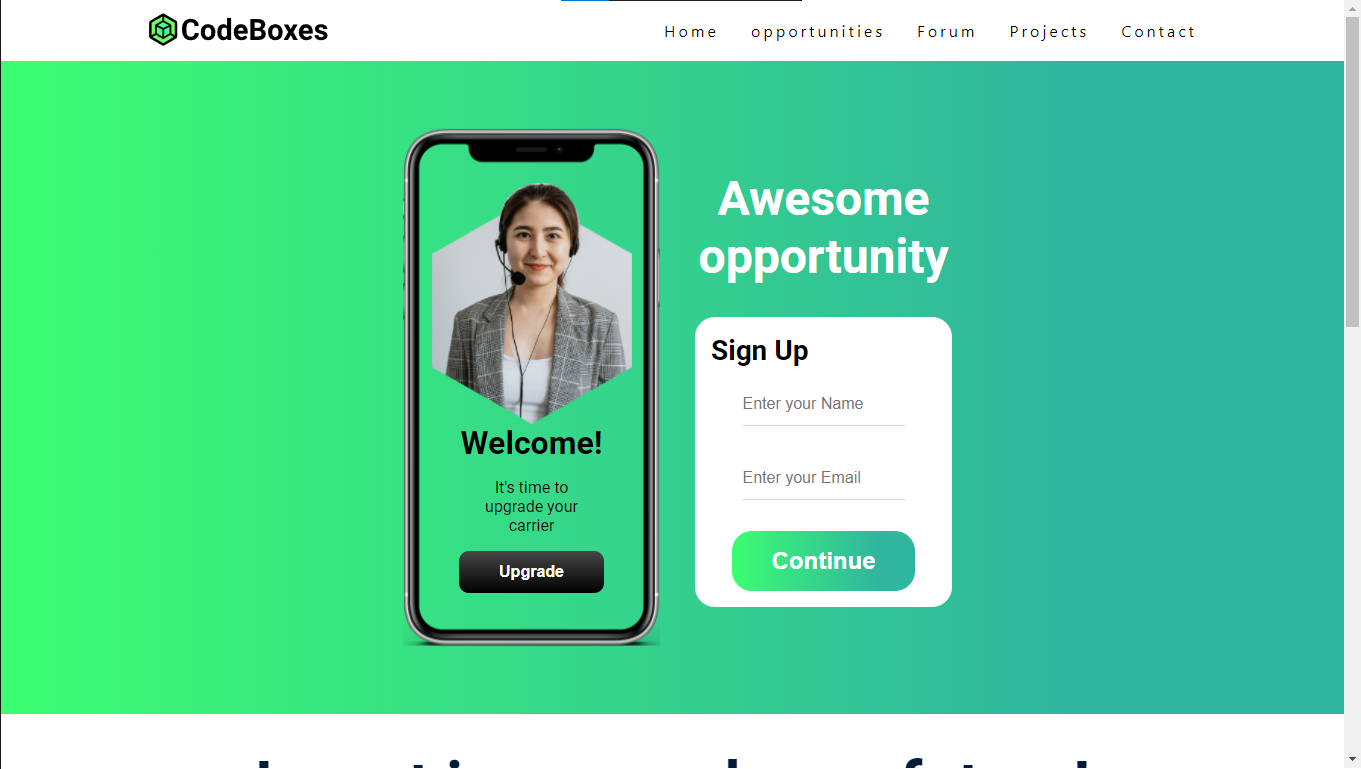 CodeBoxes
Home opportunities Forum Projects Contact
Awesome
opportunity
Sign Up
Enter your Name
Enter your Email
Continue
Welcome!
It's time to
upgrade your
carrier
Upgrade